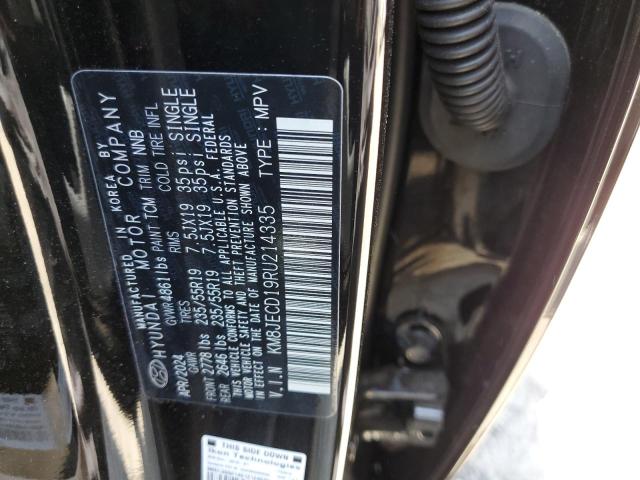 MANUFACTURED IN KOREA BY
HYUNDAI MOTOR COMPANY
APR/2024 GVWR 4861lbs PAINT TCM TRIM NNB
GAWR TIRES RIMS COLD TIRE INFL
FRONT 2778 lbs 235/55R19 7.5JX19 35psi SINGLE
REAR 2646 lbs 235/55R19 7.5JX19 35psi SINGLE
THIS VEHICLE CONFORMS TO ALL APPLICABLE U.S.A. FEDERAL
MOTOR VEHICLE SAFETY AND THEFT PREVENTION STANDARDS
IN EFFECT ON THE DATE OF MANUFACTURE SHOWN ABOVE
V.I.N KM8JECD19RU214335 TYPE: MPV
THIS SIDE DOWN
Ikon Technologies